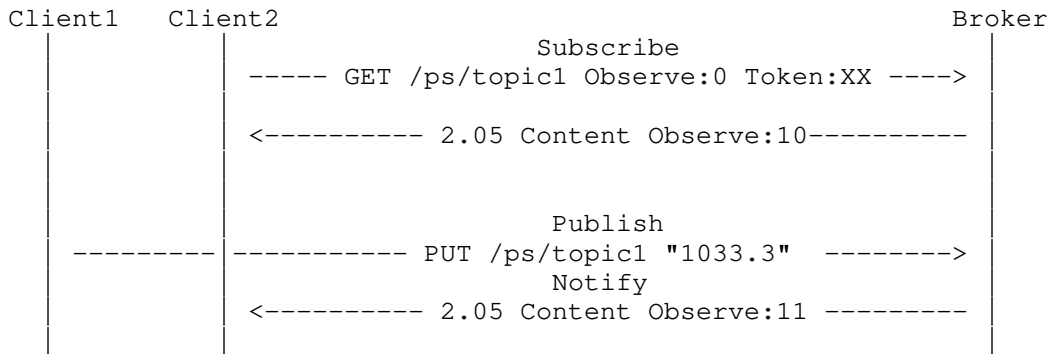 Client1 Client2 Broker
Subscribe
----- GET /ps/topic1 Observe:0 Token:XX ---->
<---------- 2.05 Content Observe:10----------
Publish
---------|----------- PUT /ps/topic1 "1033.3" -------->
Notify
<---------- 2.05 Content Observe:11 ---------